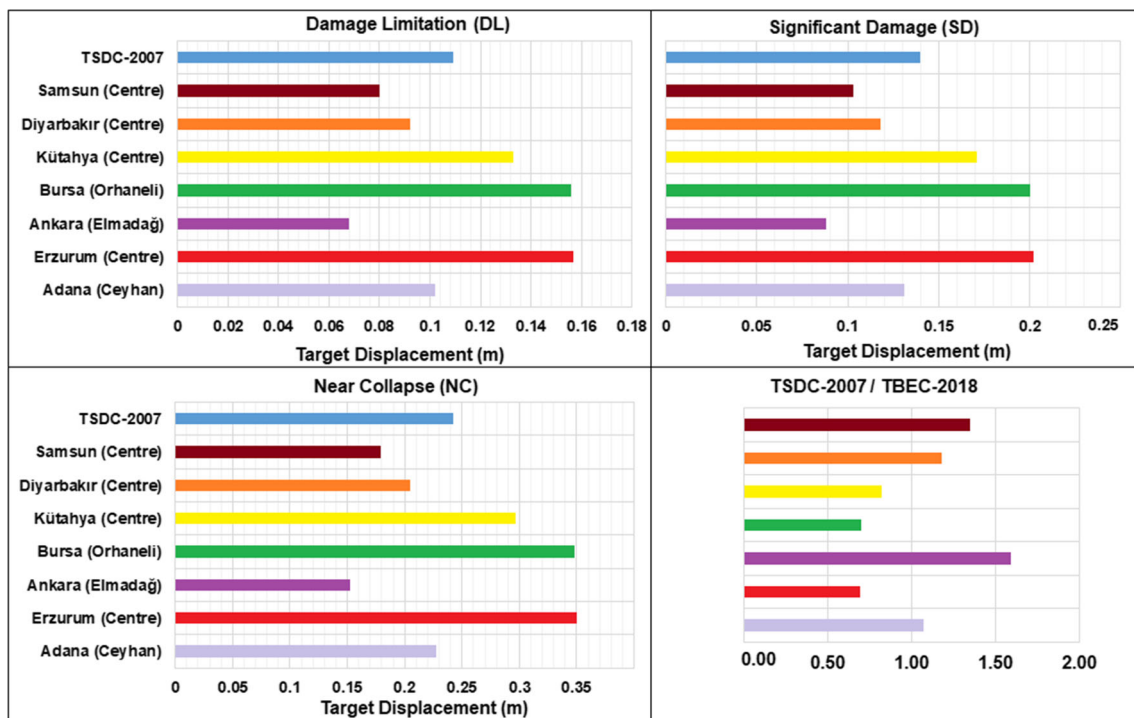 Damage Limitation (DL)
TSDC-2007
Samsun (Centre)
Diyarbakır (Centre)
Kütahya (Centre)
Bursa (Orhaneli)
Ankara (Elmadağ)
Erzurum (Centre)
Adana (Ceyhan)
0 0.02 0.04 0.06 0.08 0.1 0.12 0.14 0.16 0.18
Target Displacement (m)
Significant Damage (SD)
0 0.05 0.1 0.15 0.2 0.25
Target Displacement (m)
Near Collapse (NC)
TSDC-2007
Samsun (Centre)
Diyarbakır (Centre)
Kütahya (Centre)
Bursa (Orhaneli)
Ankara (Elmadağ)
Erzurum (Centre)
Adana (Ceyhan)
0 0.05 0.1 0.15 0.2 0.25 0.3 0.35
Target Displacement (m)
TSDC-2007 / TBEC-2018
0.00 0.50 1.00 1.50 2.00